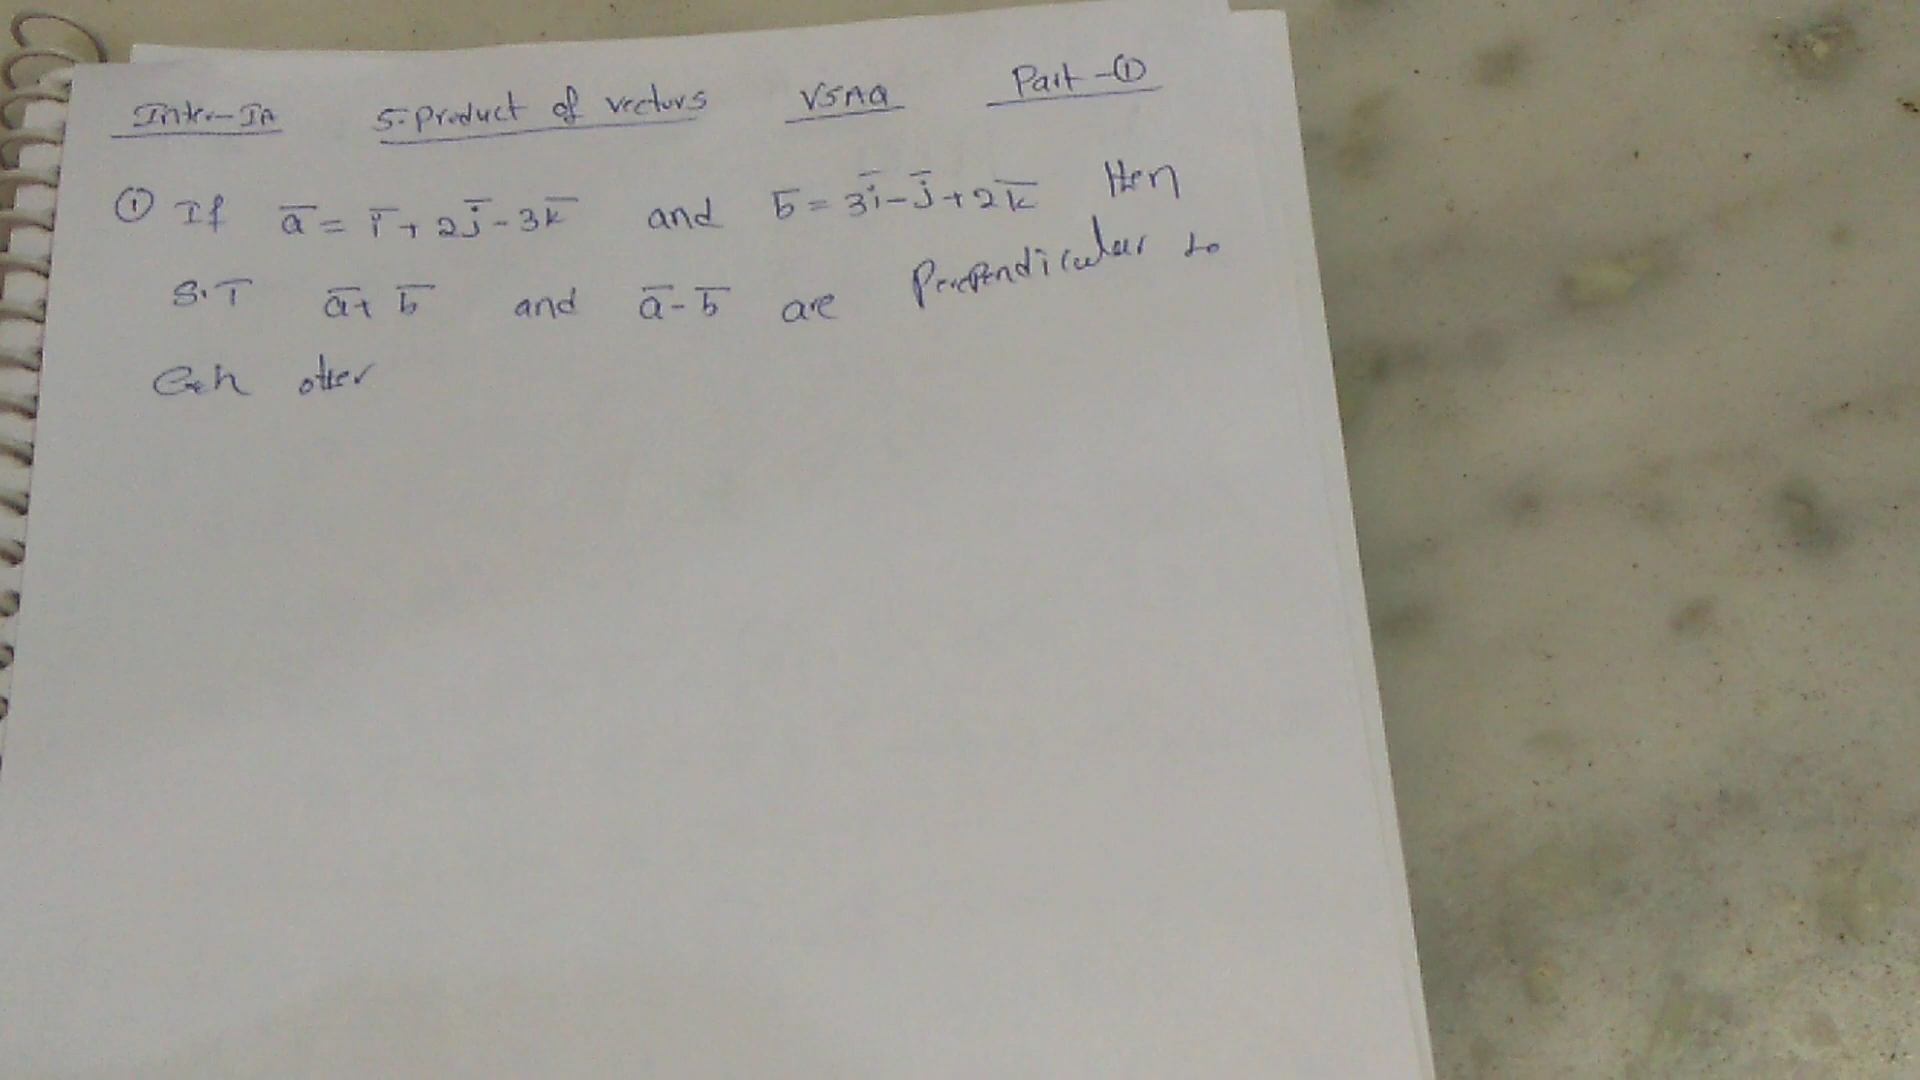 Inter-IA 5-Product of vectors VSAQ Part-①
① If a̅ = i̅ + 2j̅ - 3k̅ and b̅ = 3i̅ - j̅ + 2k̅ then
S.T a̅ + b̅ and a̅ - b̅ are Perpendicular to
Each other